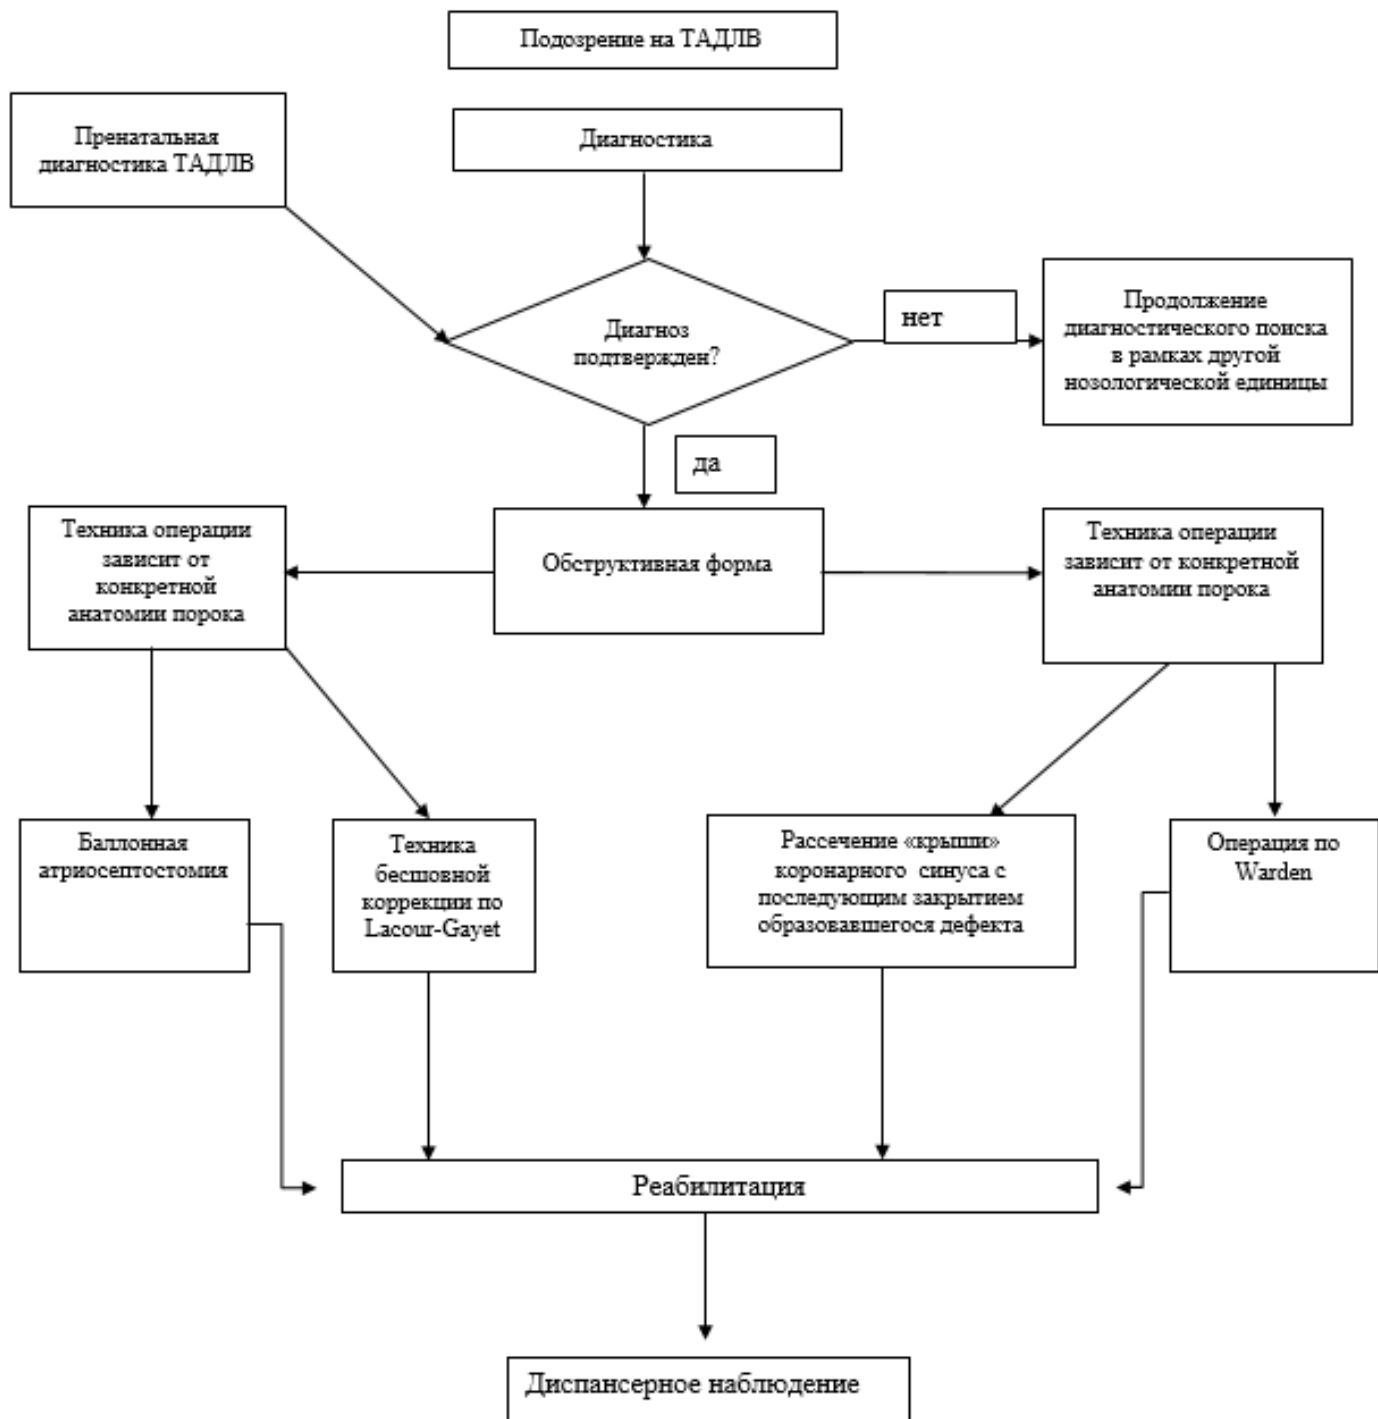 Подозрение на ТАДЛВ
Пренатальная
диагностика ТАДЛВ
Диагностика
Диагноз
подтвержден?
нет
Продолжение
диагностического поиска
в рамках другой
нозологической единицы
да
Техника операции
зависит от
конкретной
анатомии порока
Обструктивная форма
Техника операции
зависит от конкретной
анатомии порока
Баллонная
атриосептостомия
Техника
бесшовной
коррекции по
Lacour-Gayet
Рассечение «крыши»
коронарного синуса с
последующим закрытием
образовавшегося дефекта
Операция по
Warden
Реабилитация
Диспансерное наблюдение